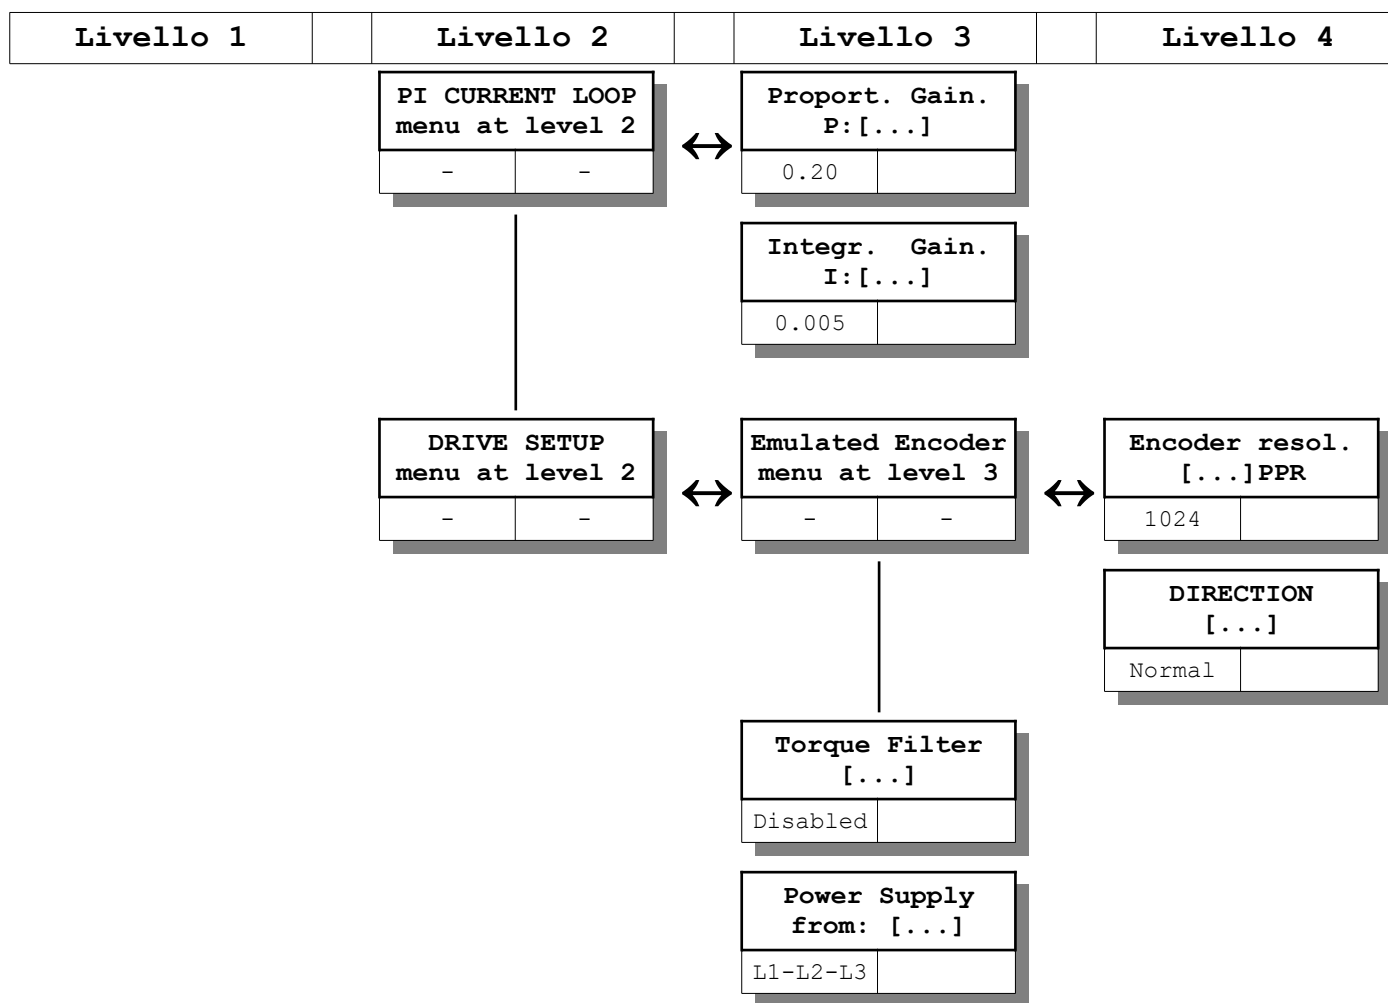 Livello 1 Livello 2 Livello 3 Livello 4
PI CURRENT LOOP
menu at level 2
- -
Proport. Gain.
P:[...]
0.20
Integr. Gain.
I:[...]
0.005
DRIVE SETUP
menu at level 2
- -
Emulated Encoder
menu at level 3
- -
Encoder resol.
[...]PPR
1024
DIRECTION
[...]
Normal
Torque Filter
[...]
Disabled
Power Supply
from: [...]
L1-L2-L3